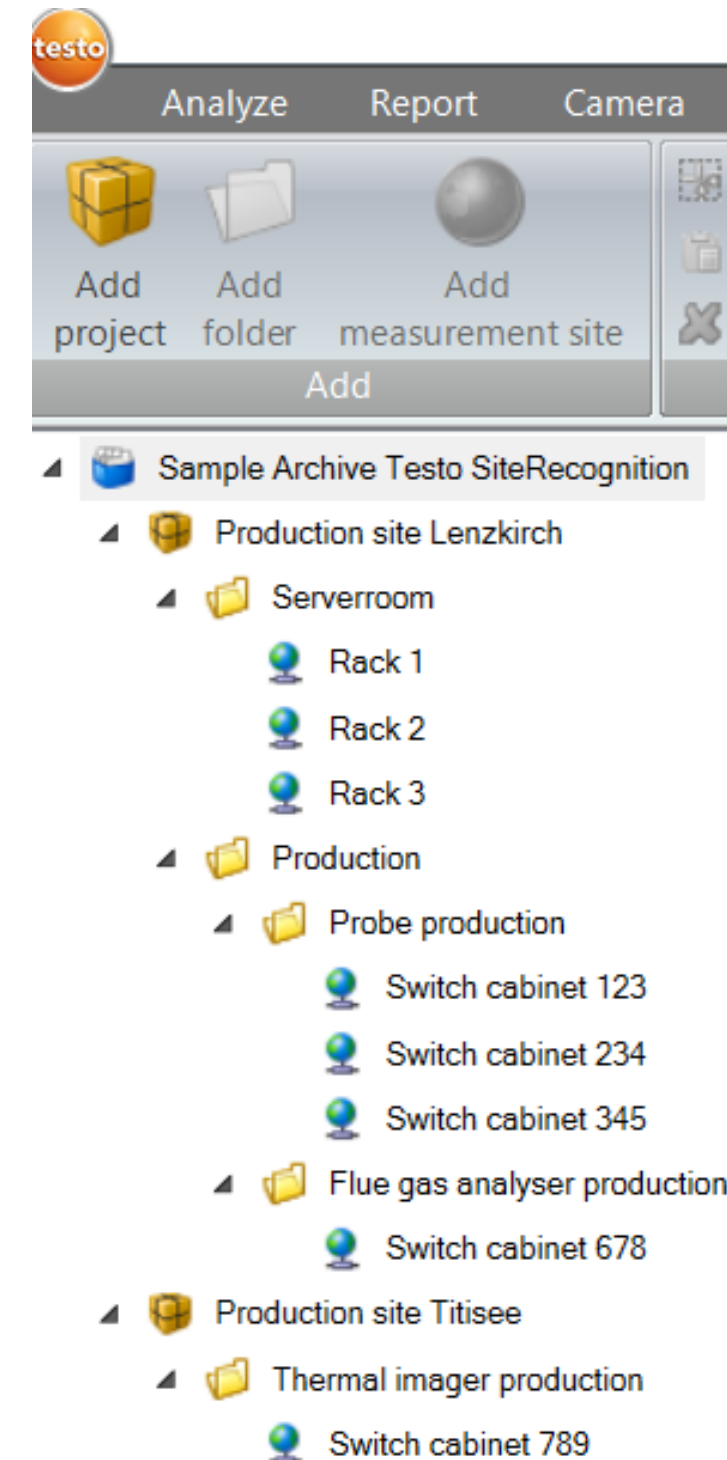 testo
Analyze Report Camera
Add Add Add
project folder measurement site
Add
Sample Archive Testo SiteRecognition
Production site Lenzkirch
Serverroom
Rack 1
Rack 2
Rack 3
Production
Probe production
Switch cabinet 123
Switch cabinet 234
Switch cabinet 345
Flue gas analyser production
Switch cabinet 678
Production site Titisee
Thermal imager production
Switch cabinet 789